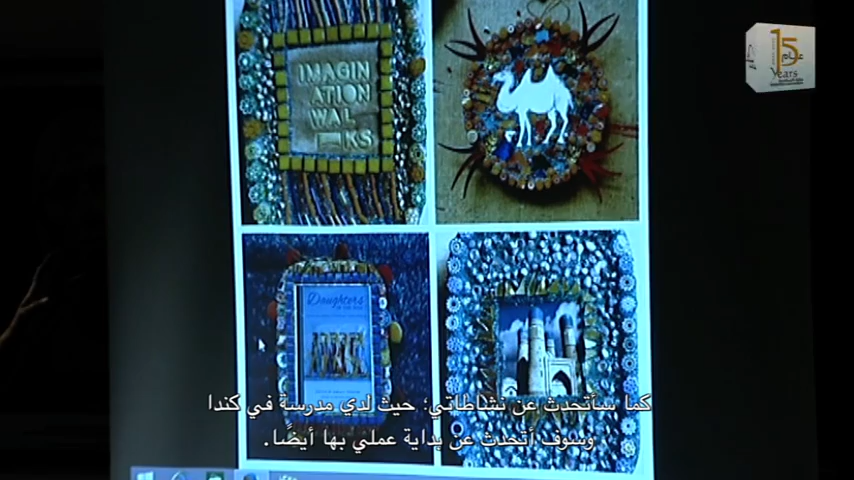 IMAGIN
ATION
WAL
KS
15
عـــام
Years
Daughters
كما سأتحدث عن نشاطاتي؛ حيث لدي مدرسة في كندا
وسوف أتحدث عن بداية عملي بها أيضًا.